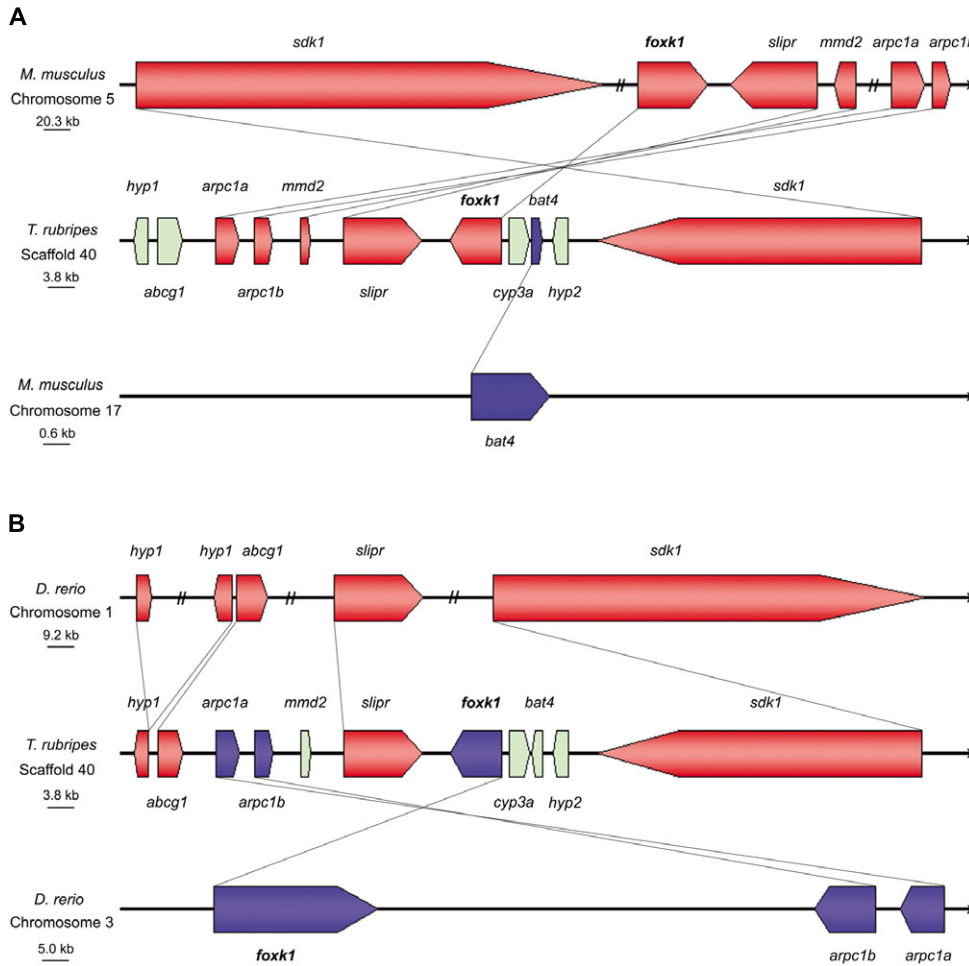 A
sdk1 foxk1 slipr mmd2 arpc1a
M. musculus
Chromosome 5
20.3 kb
hyp1 arpc1a mmd2 foxk1 bat4 sdk1
T. rubripes
Scaffold 40
3.8 kb
abcg1 arpc1b slipr cyp3a hyp2
M. musculus
Chromosome 17
0.6 kb
bat4
B
hyp1 hyp1 abcg1 slipr sdk1
D. rerio
Chromosome 1
9.2 kb
hyp1 arpc1a mmd2 slipr foxk1 bat4 sdk1
T. rubripes
Scaffold 40
3.8 kb
abcg1 arpc1b cyp3a hyp2
D. rerio
Chromosome 3
5.0 kb
foxk1 arpc1b arpc1a